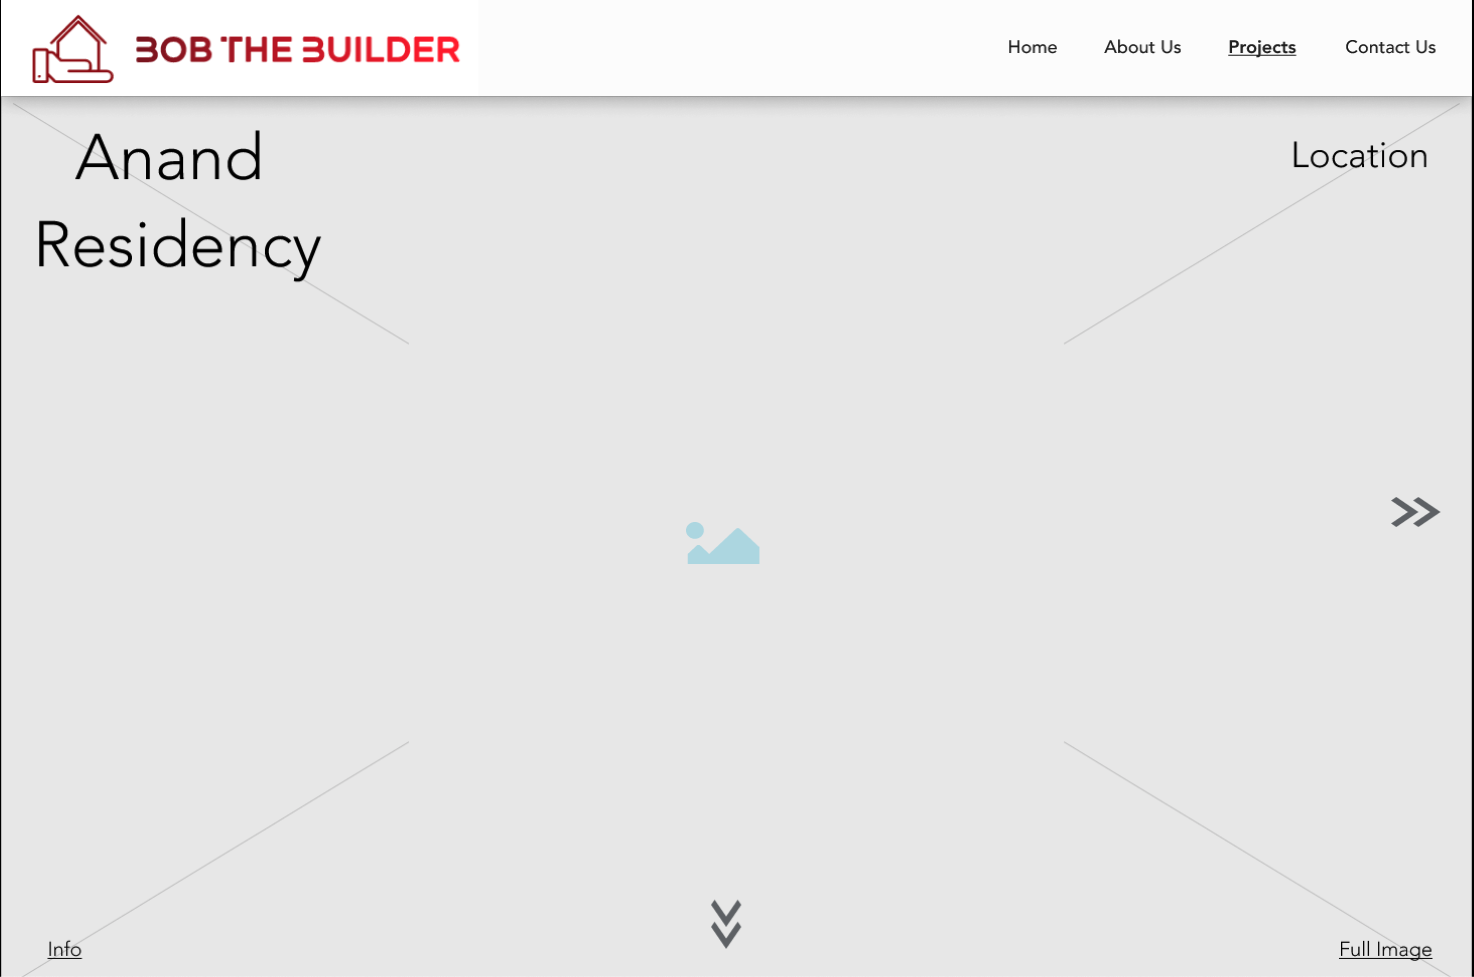 BOB THE BUILDER
Home About Us Projects Contact Us
Anand
Residency
Location
Info
Full Image